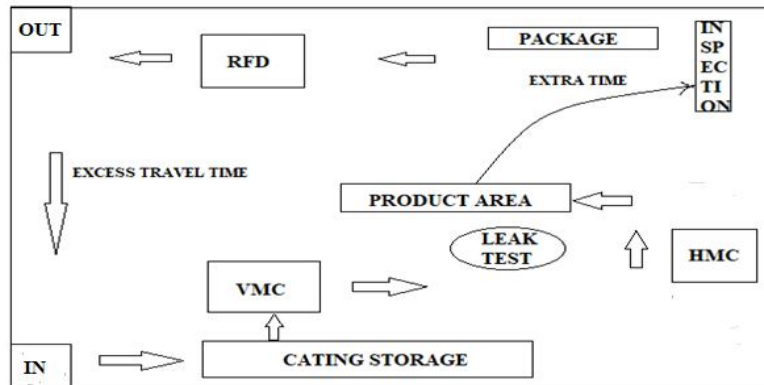 OUT
RFD
PACKAGE
IN
SP
EC
TI
ON
EXTRA TIME
EXCESS TRAVEL TIME
PRODUCT AREA
LEAK
TEST
HMC
VMC
CATING STORAGE
IN